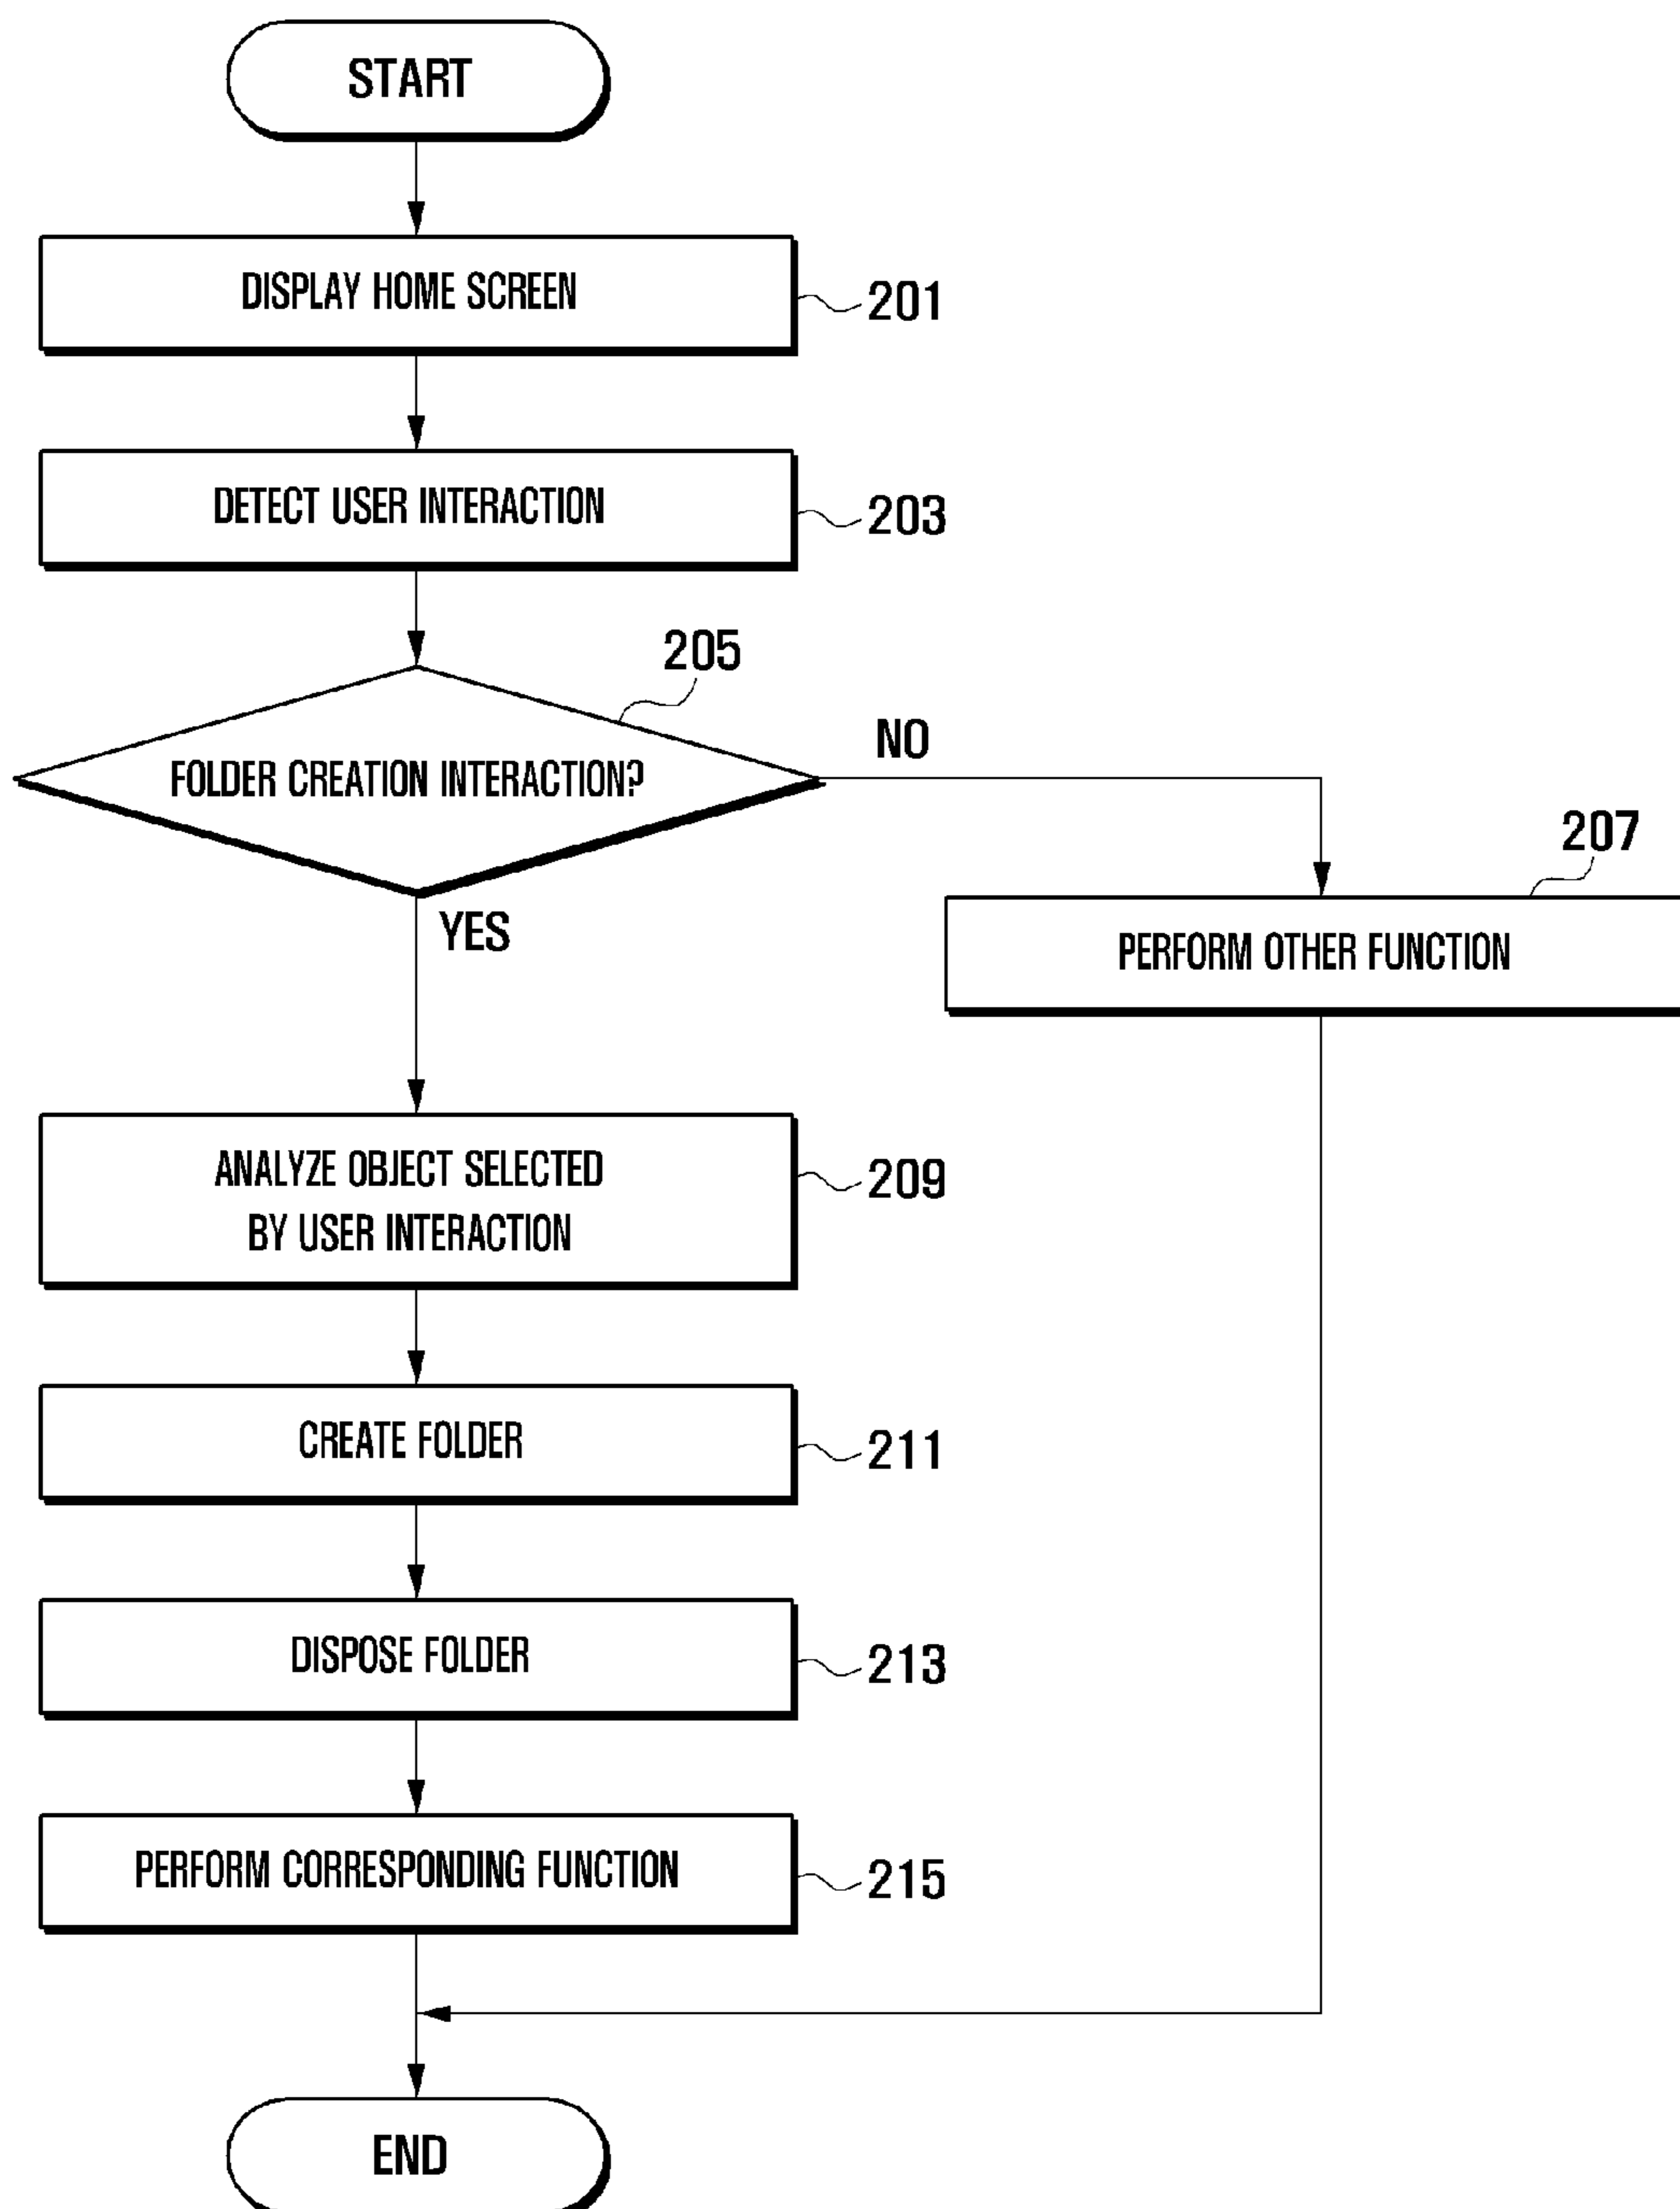 START
DISPLAY HOME SCREEN
201
DETECT USER INTERACTION
203
205
FOLDER CREATION INTERACTION?
NO
207
YES
PERFORM OTHER FUNCTION
ANALYZE OBJECT SELECTED
BY USER INTERACTION
209
CREATE FOLDER
211
DISPOSE FOLDER
213
PERFORM CORRESPONDING FUNCTION
215
END